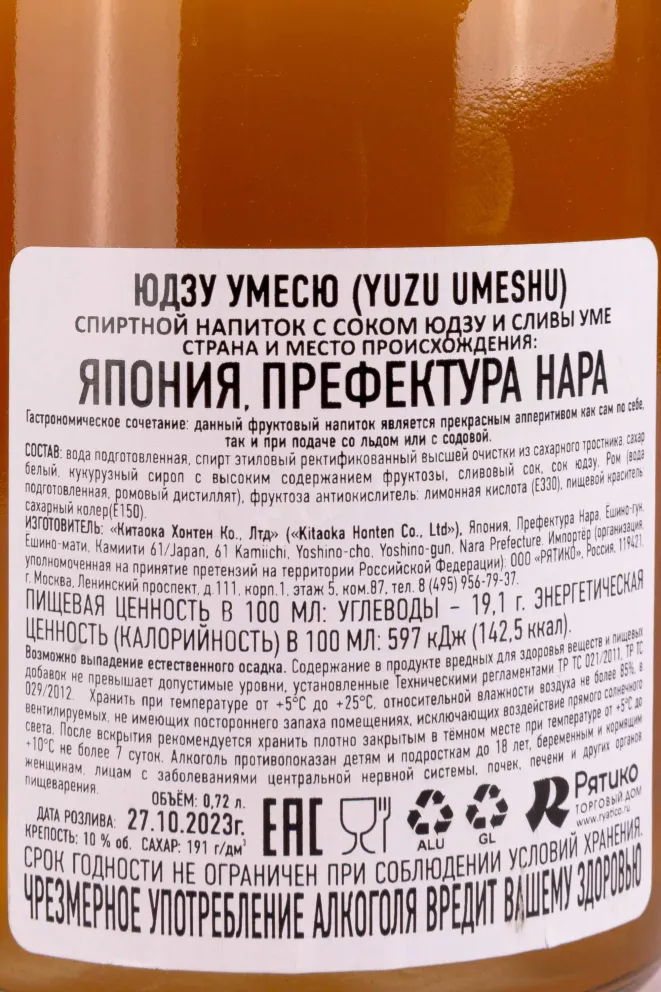 ЮДЗУ УМЕСЮ (YUZU UMESHU)
СПИРТНОЙ НАПИТОК С СОКОМ ЮДЗУ И СЛИВЫ УМЕ
СТРАНА И МЕСТО ПРОИСХОЖДЕНИЯ:
ЯПОНИЯ, ПРЕФЕКТУРА НАРА
Гастрономическое сочетание: данный фруктовый напиток является прекрасным апперитивом как сам по себе,
так и при подаче со льдом или с содовой.
СОСТАВ: вода подготовленная, спирт этиловый ректификованный высшей очистки из сахарного тростника, сахар
белый, кукурузный сироп с высоким содержанием фруктозы, сливовый сок, сок юдзу. Ром (вода
подготовленная, ромовый дистиллят), фруктоза антиокислитель: лимонная кислота (Е330), пищевой краситель
сахарный колер(Е150).
ИЗГОТОВИТЕЛЬ: «Китаока Хонтен Ко., Лтд» («Kitaoka Honten Co., Ltd»), Япония, Префектура Нара, Ёшино-гун,
Ёшино-мати, Камиити 61/Japan, 61 Kamiichi, Yoshino-cho, Yoshino-gun, Nara Prefecture. Импортёр (организация,
уполномоченная на принятие претензий на территории Российской Федерации): ООО «РЯТИКО», Россия, 119421,
г. Москва, Ленинский проспект, д.111, корп.1, этаж 5, ком.87, тел. 8 (495) 956-79-37.
ПИЩЕВАЯ ЦЕННОСТЬ В 100 МЛ: УГЛЕВОДЫ – 19,1 г. ЭНЕРГЕТИЧЕСКАЯ
ЦЕННОСТЬ (КАЛОРИЙНОСТЬ) В 100 МЛ: 597 кДж (142,5 ккал).
Возможно выпадение естественного осадка. Содержание в продукте вредных для здоровья веществ и пищевых
добавок не превышает допустимые уровни, установленные Техническими регламентами ТР ТС 021/2011, ТР ТС
029/2012. Хранить при температуре от +5°С до +25°С, относительной влажности воздуха не более 85%, в
вентилируемых, не имеющих постороннего запаха помещениях, исключающих воздействие прямого солнечного
света. После вскрытия рекомендуется хранить плотно закрытым в тёмном месте при температуре от +5°С до
+10°С не более 7 суток. Алкоголь противопоказан детям и подросткам до 18 лет, беременным и кормящим
женщинам, лицам с заболеваниями центральной нервной системы, почек, печени и других органов
пищеварения.
ОБЪЁМ: 0,72 л.
ДАТА РОЗЛИВА: 27.10.2023г.
КРЕПОСТЬ: 10 % об. САХАР: 191 г/дм³
ЕАС
ALU
GL
РЯТИКО
ТОРГОВЫЙ ДОМ
www.ryatico.ru
СРОК ГОДНОСТИ НЕ ОГРАНИЧЕН ПРИ СОБЛЮДЕНИИ УСЛОВИЙ ХРАНЕНИЯ.
ЧРЕЗМЕРНОЕ УПОТРЕБЛЕНИЕ АЛКОГОЛЯ ВРЕДИТ ВАШЕМУ ЗДОРОВЬЮ